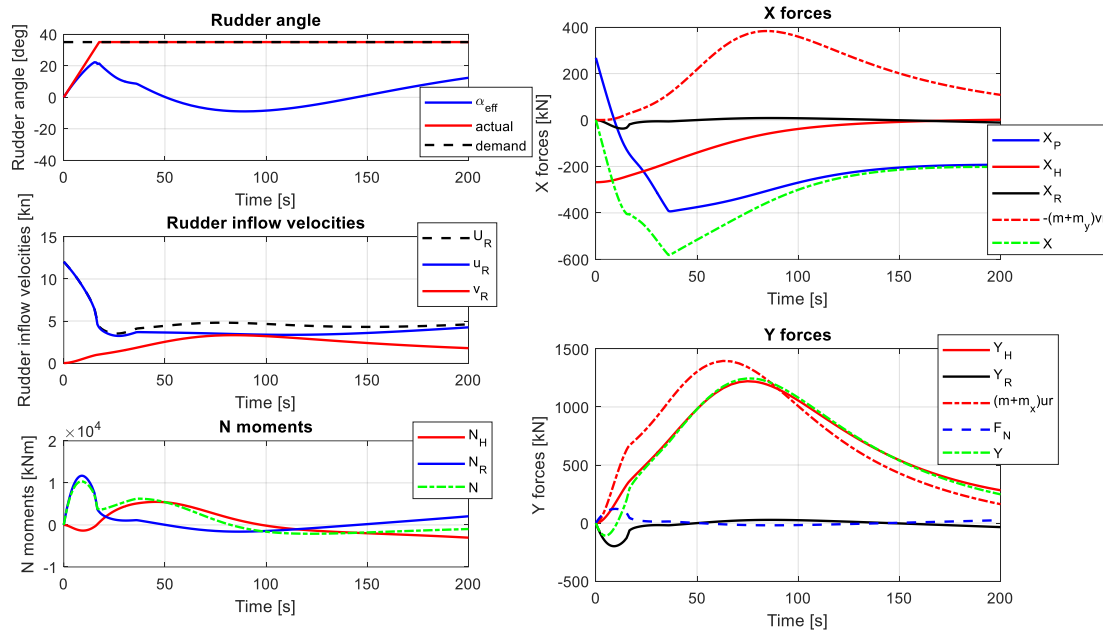 Rudder angle
Rudder angle [deg]
40
20
0
-20
-40
α_eff
actual
demand
0 50 100 150 200
Time [s]
Rudder inflow velocities
Rudder inflow velocities [kn]
15
10
5
0
U_R
u_R
v_R
0 50 100 150 200
Time [s]
N moments
×10^4
N moments [kNm]
2
1
0
-1
N_H
N_R
N
0 50 100 150 200
Time [s]
X forces
X forces [kN]
400
200
0
-200
-400
-600
X_P
X_H
X_R
-(m+m_y)v
X
0 50 100 150 200
Time [s]
Y forces
Y forces [kN]
1500
1000
500
0
-500
Y_H
Y_R
(m+m_x)ur
F_N
Y
0 50 100 150 200
Time [s]